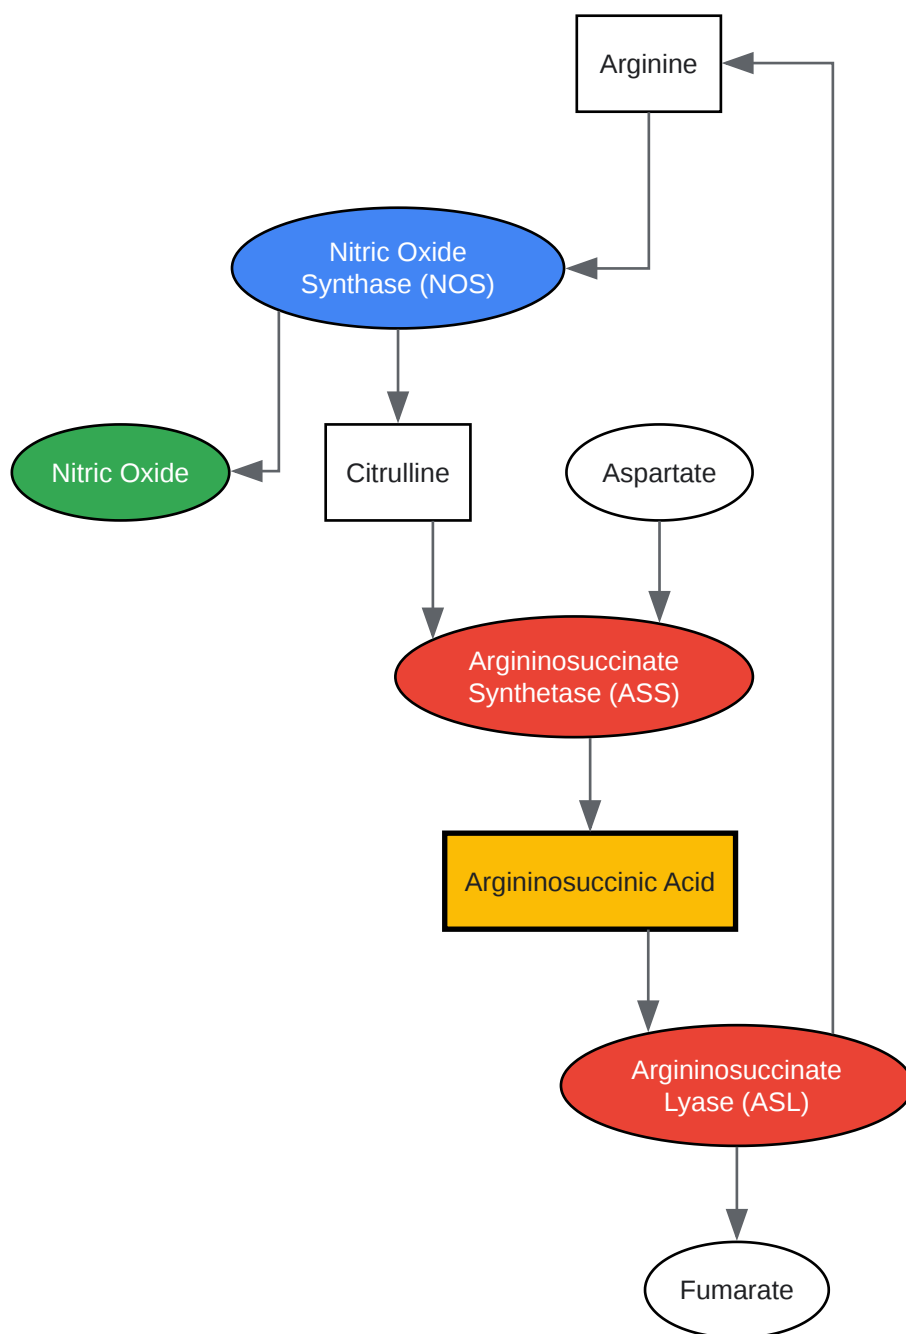 Arginine
Nitric Oxide
Synthase (NOS)
Nitric Oxide
Citrulline
Aspartate
Argininosuccinate
Synthetase (ASS)
Argininosuccinic Acid
Argininosuccinate
Lyase (ASL)
Fumarate